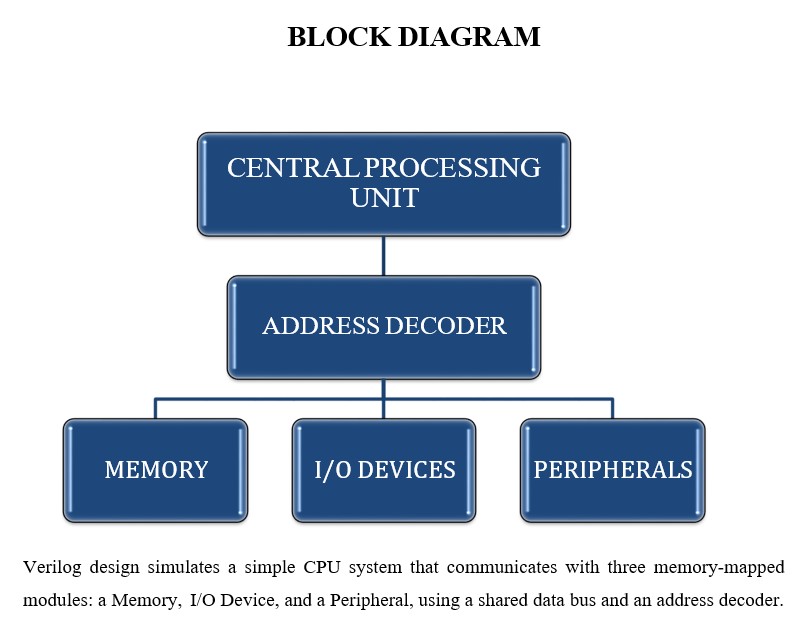 BLOCK DIAGRAM
CENTRAL PROCESSING
UNIT
ADDRESS DECODER
MEMORY
I/O DEVICES
PERIPHERALS
Verilog design simulates a simple CPU system that communicates with three memory-mapped
modules: a Memory, I/O Device, and a Peripheral, using a shared data bus and an address decoder.